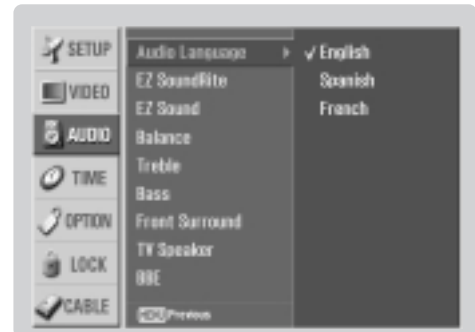 SETUP
VIDEO
AUDIO
TIME
OPTION
LOCK
CABLE
Audio Language
EZ SoundRite
EZ Sound
Balance
Treble
Bass
Front Surround
TV Speaker
BBE
Previous
✓ English
Spanish
French